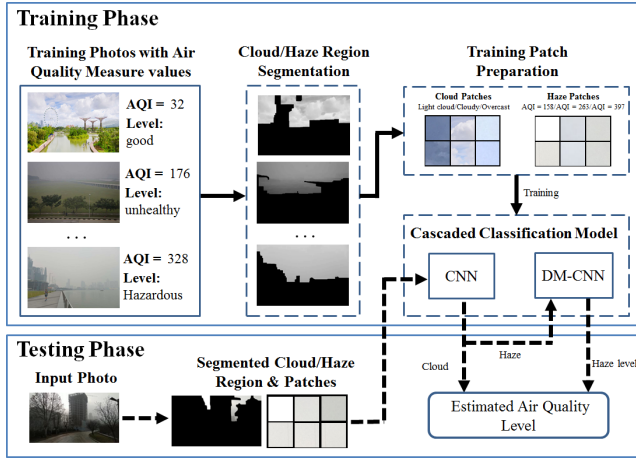 Training Phase
Training Photos with Air
Quality Measure values
AQI = 32
Level:
good
AQI = 176
Level:
unhealthy
...
AQI = 328
Level:
Hazardous
Cloud/Haze Region
Segmentation
...
Training Patch
Preparation
Cloud Patches
Light cloud/Cloudy/Overcast
Haze Patches
AQI = 158/AQI = 263/AQI = 397
Training
Cascaded Classification Model
CNN
DM-CNN
Testing Phase
Input Photo
Segmented Cloud/Haze
Region & Patches
Cloud
Haze
Haze level
Estimated Air Quality
Level